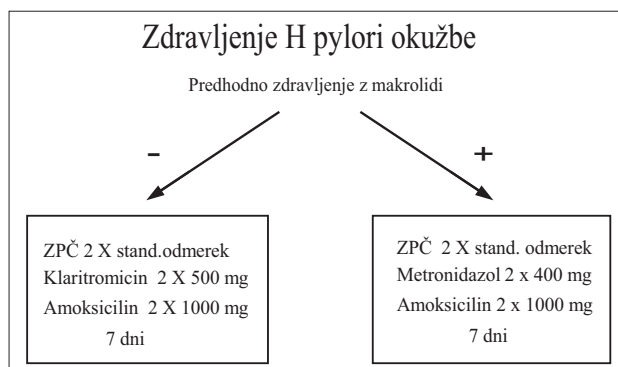 Zdravljenje H pylori okužbe
Predhodno zdravljenje z makrolidi
-
+
ZPČ 2 X stand.odmerek
Klaritromicin 2 X 500 mg
Amoksicilin 2 X 1000 mg
7 dni
ZPČ 2 X stand. odmerek
Metronidazol 2 x 400 mg
Amoksicilin 2 x 1000 mg
7 dni